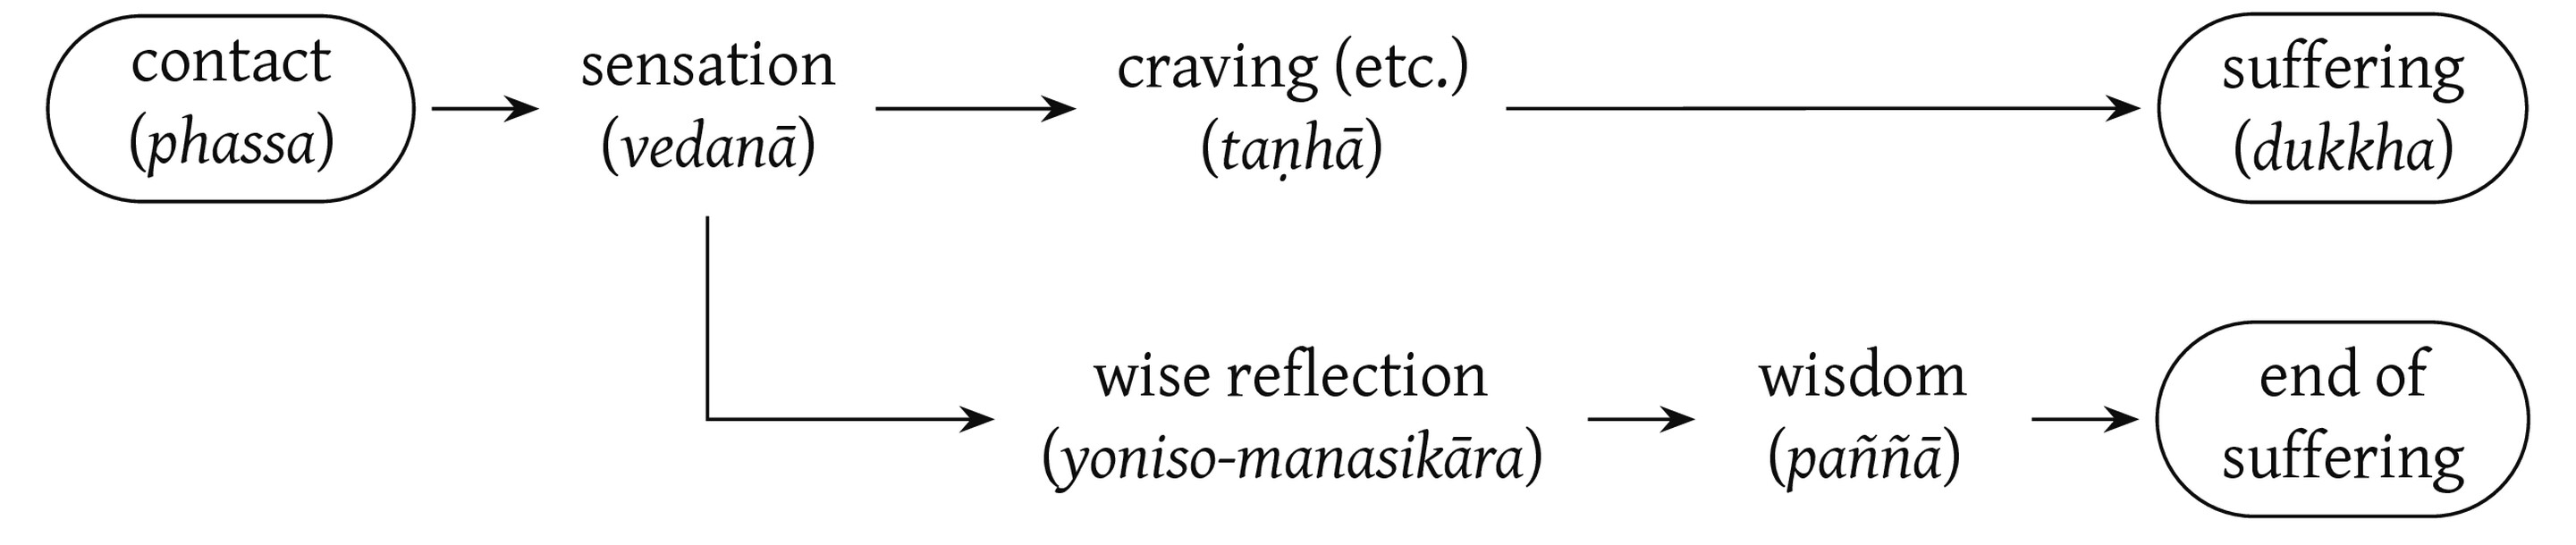 contact
(phassa)
sensation
(vedanā)
craving (etc.)
(taṇhā)
suffering
(dukkha)
wise reflection
(yoniso-manasikāra)
wisdom
(paññā)
end of
suffering